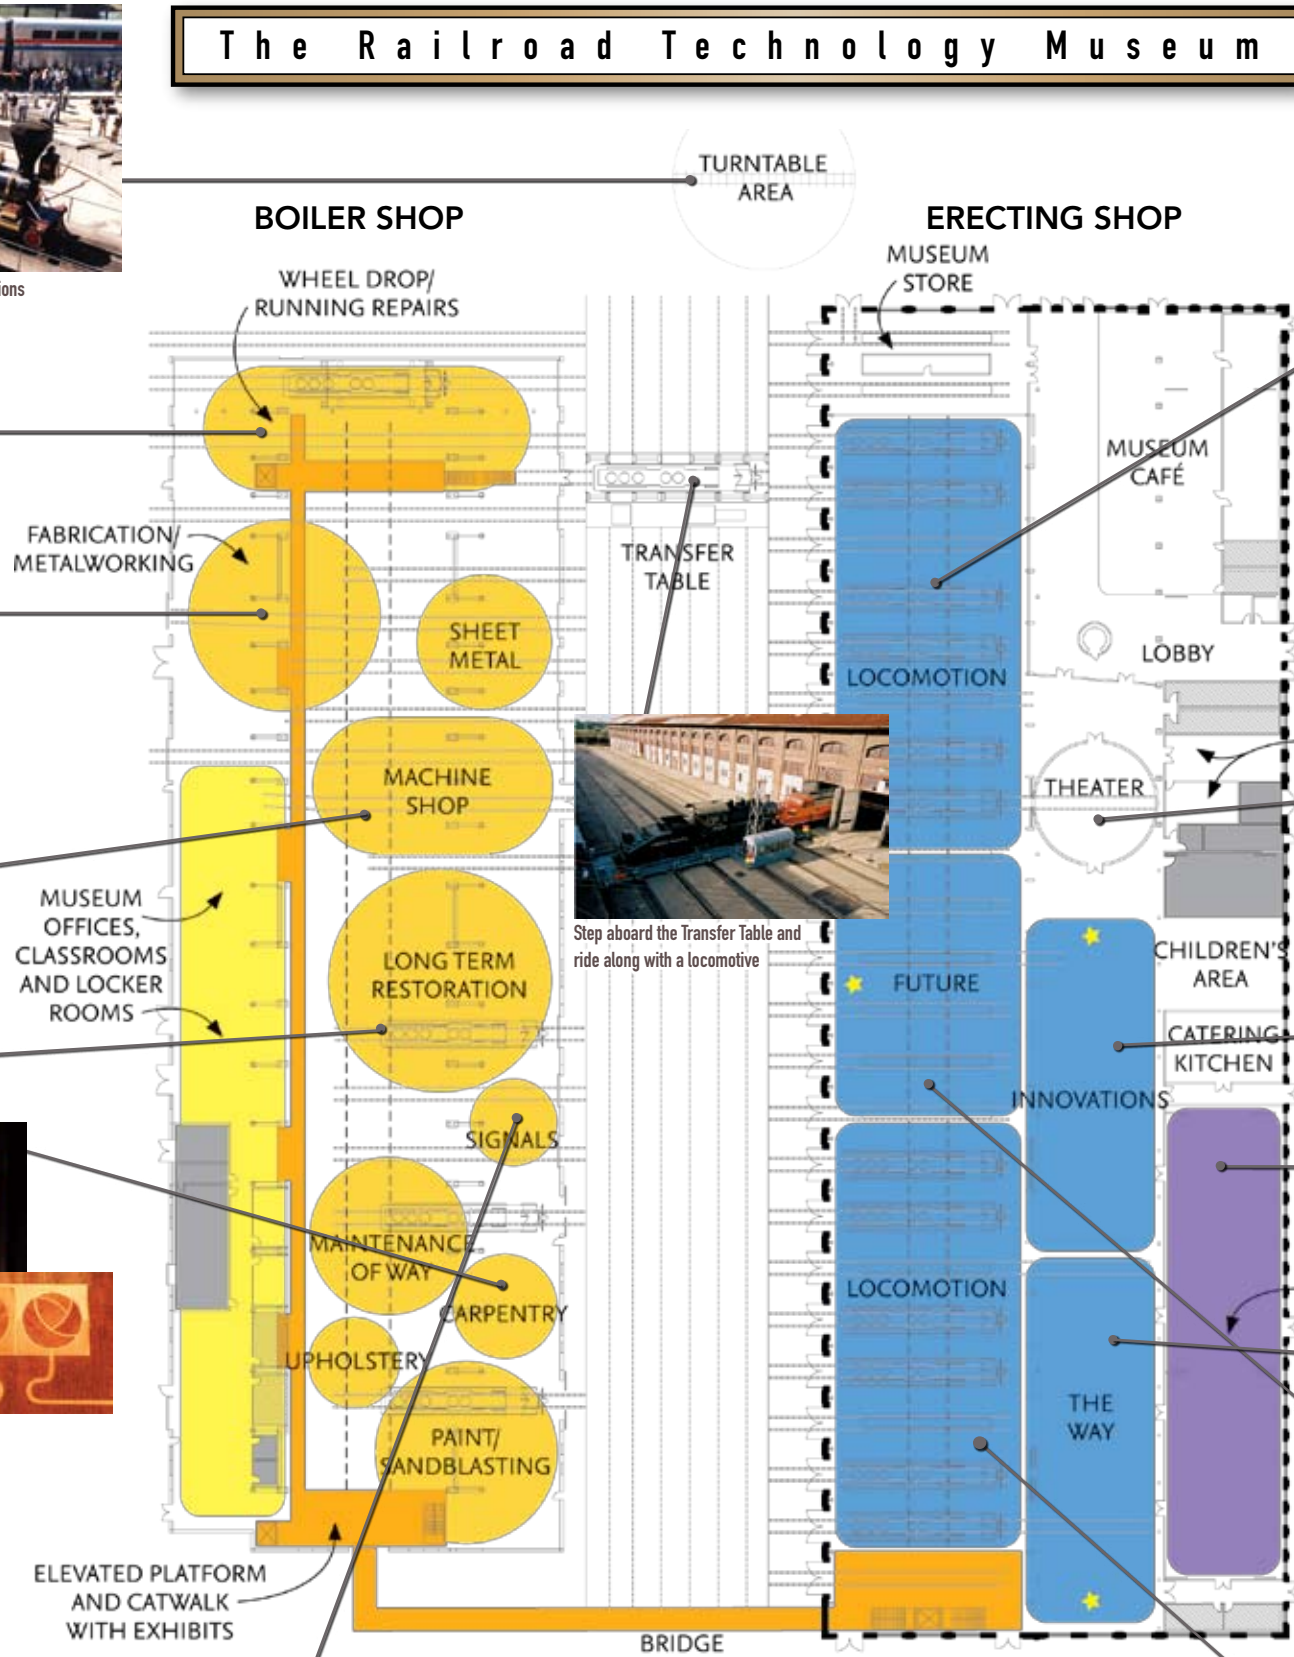 The Railroad Technology Museum
TURNTABLE
AREA
BOILER SHOP
ERECTING SHOP
MUSEUM
STORE
WHEEL DROP/
RUNNING REPAIRS
MUSEUM
CAFÉ
FABRICATION/
METALWORKING
TRANSFER
TABLE
SHEET
METAL
LOBBY
LOCOMOTION
MACHINE
SHOP
THEATER
MUSEUM
OFFICES,
CLASSROOMS
AND LOCKER
ROOMS
Step aboard the Transfer Table and
ride along with a locomotive
LONG TERM
RESTORATION
FUTURE
CHILDREN'S
AREA
CATERING
KITCHEN
INNOVATIONS
SIGNALS
MAINTENANCE
OF WAY
CARPENTRY
LOCOMOTION
UPHOLSTERY
THE
WAY
PAINT/
SANDBLASTING
ELEVATED PLATFORM
AND CATWALK
WITH EXHIBITS
BRIDGE